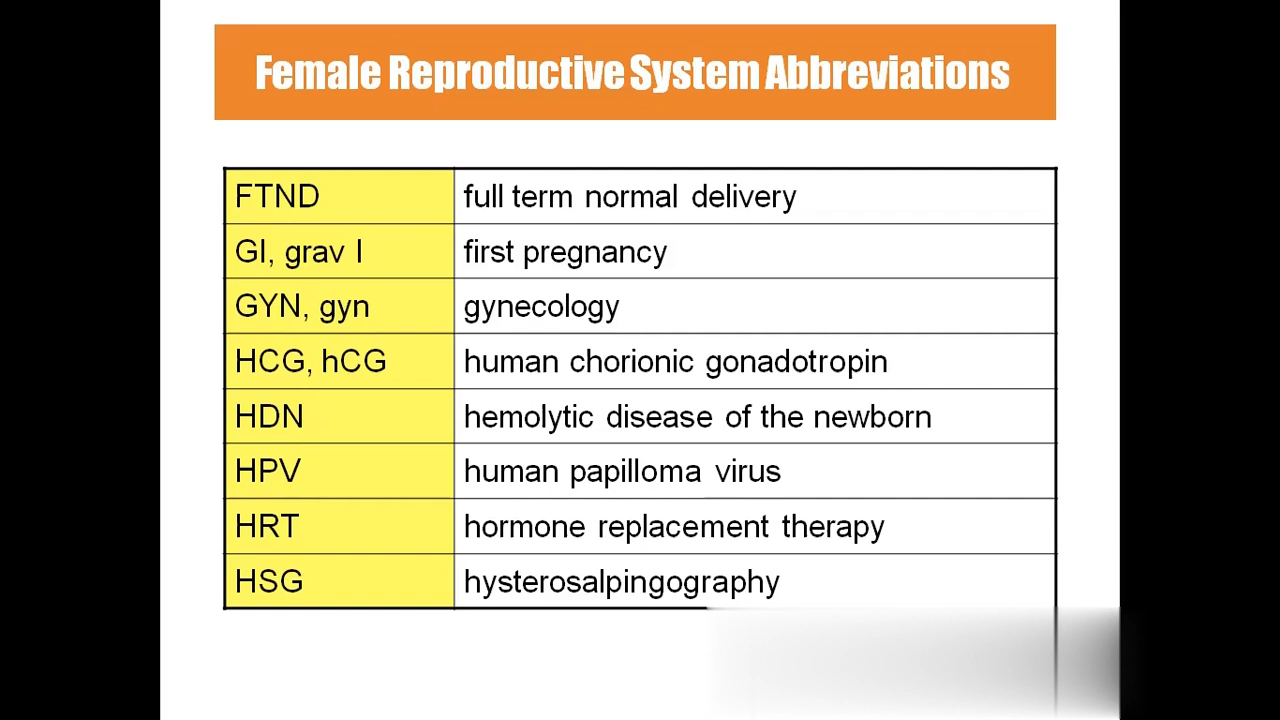 Female Reproductive System Abbreviations
FTND full term normal delivery
GI, grav I first pregnancy
GYN, gyn gynecology
HCG, hCG human chorionic gonadotropin
HDN hemolytic disease of the newborn
HPV human papilloma virus
HRT hormone replacement therapy
HSG hysterosalpingography